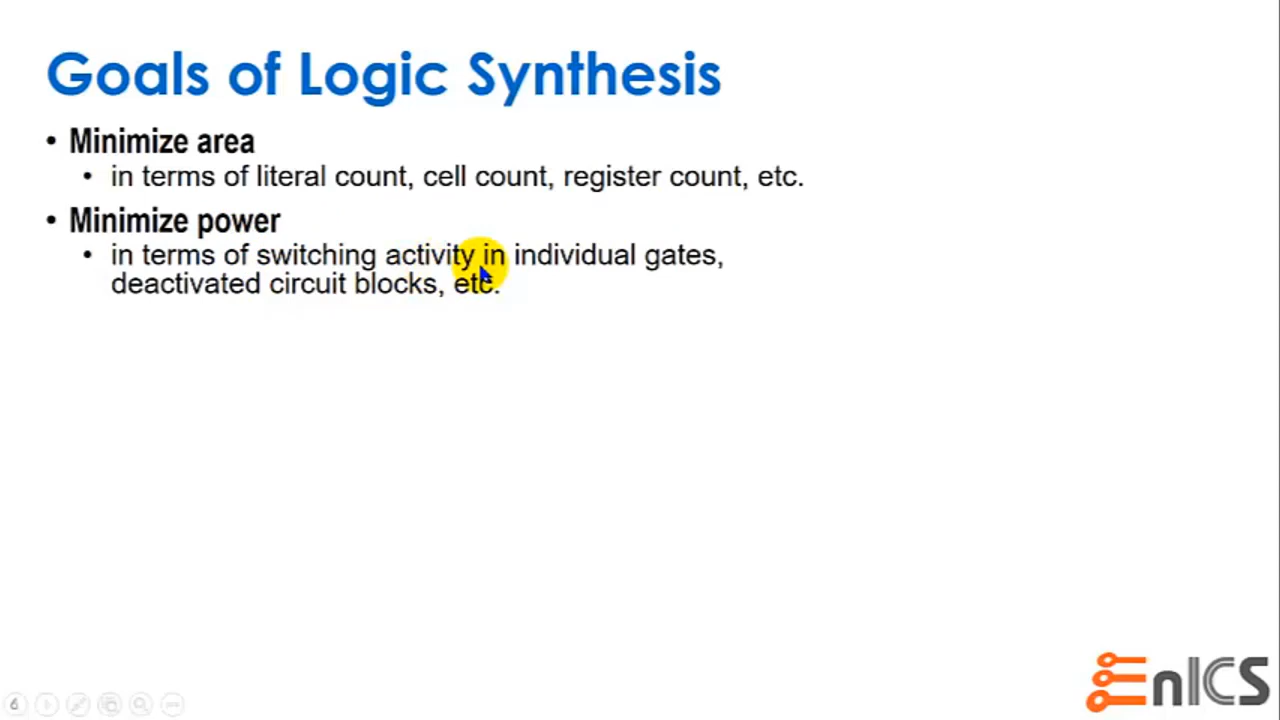 Goals of Logic Synthesis
• Minimize area
• in terms of literal count, cell count, register count, etc.
• Minimize power
• in terms of switching activity in individual gates,
deactivated circuit blocks, etc.
6
EnICS